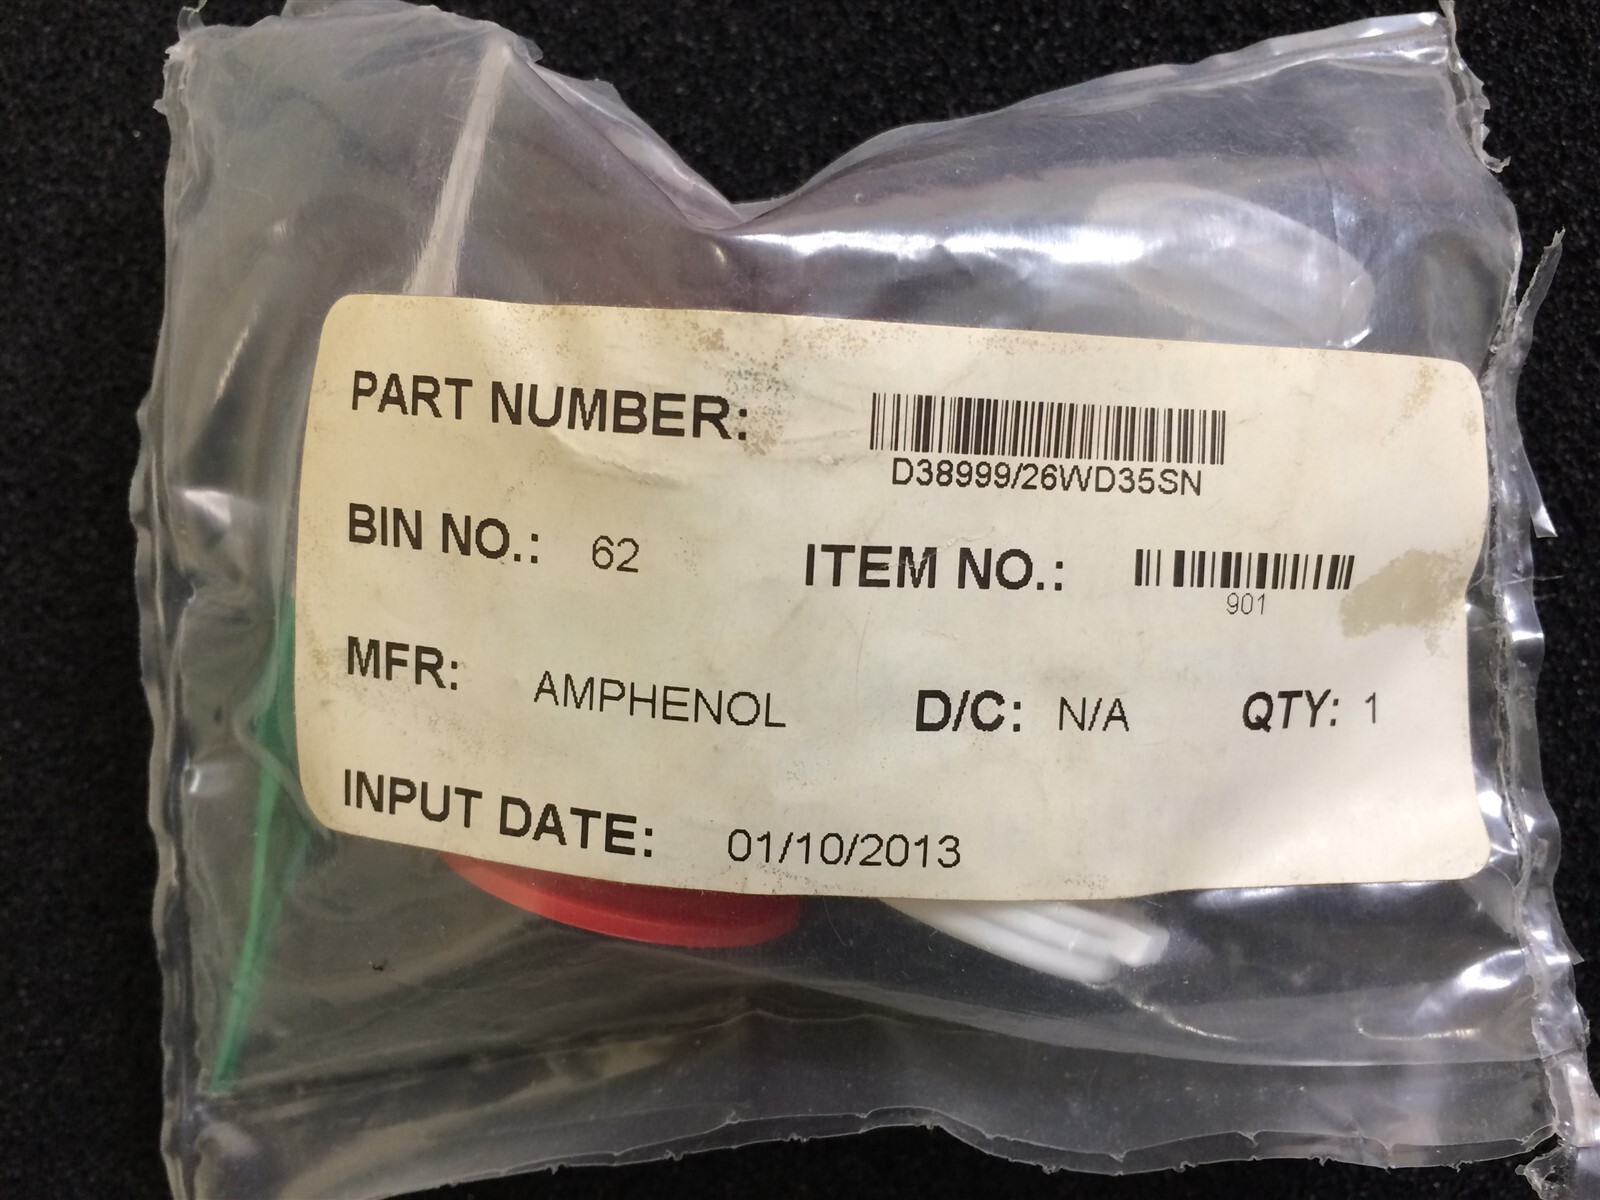 PART NUMBER:
D38999/26WD35SN
BIN NO.: 62 ITEM NO.:
901
MFR: AMPHENOL D/C: N/A QTY: 1
INPUT DATE: 01/10/2013